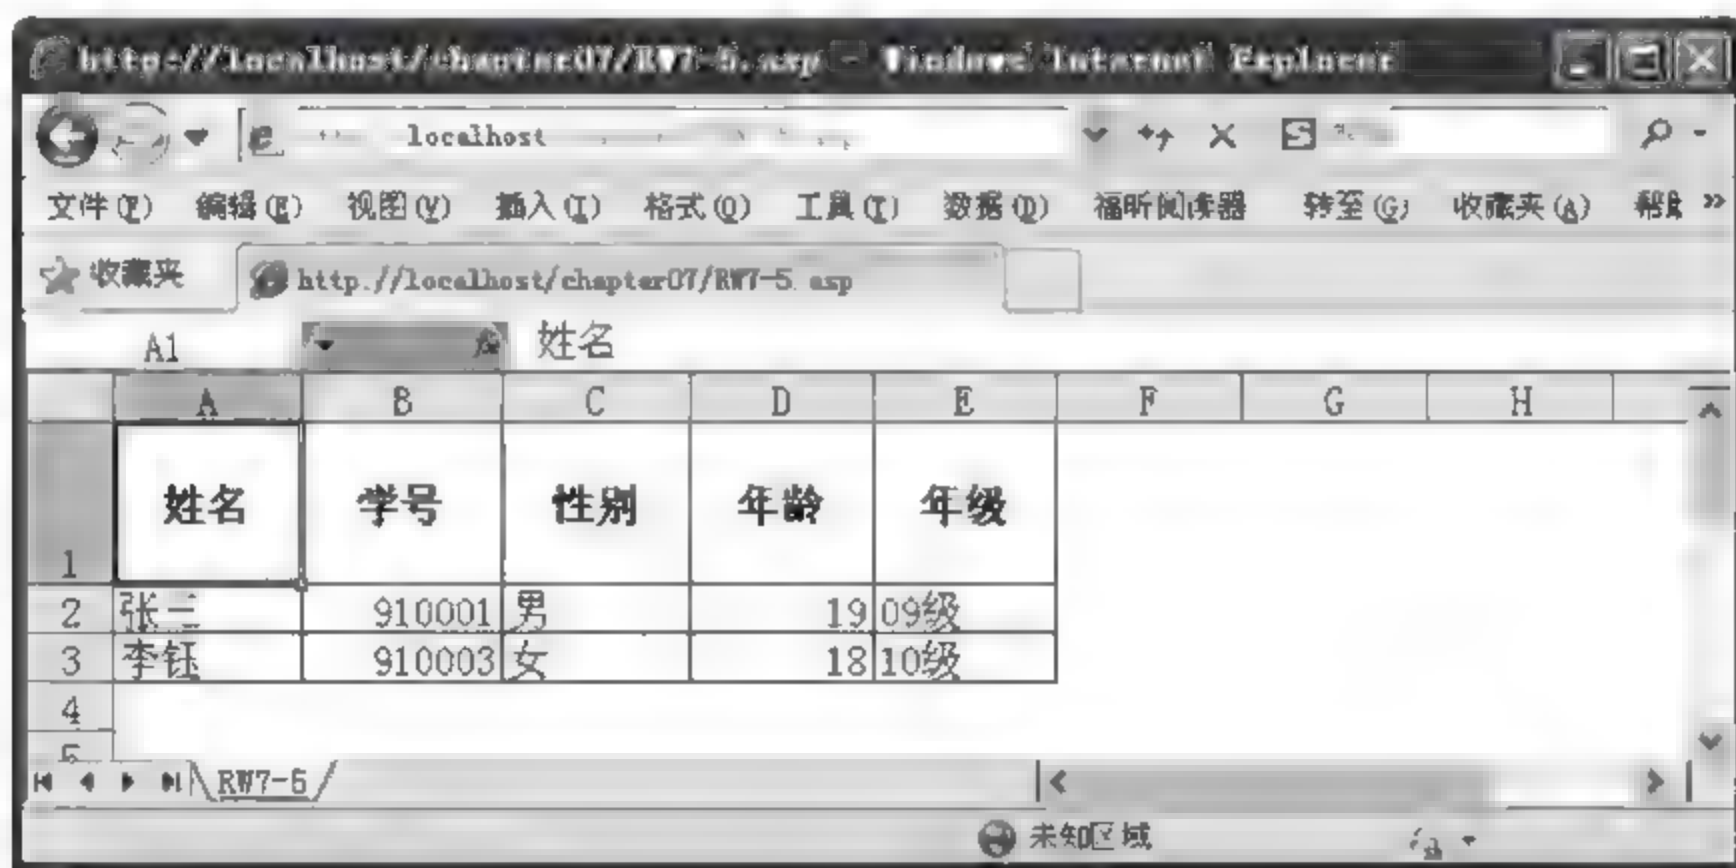 http://localhost/chapter07/RW7-5.asp - Windows Internet Explorer
localhost
文件(F) 编辑(E) 视图(V) 插入(I) 格式(O) 工具(T) 数据(D) 福昕阅读器 转至(G) 收藏夹(A) 帮助 »
收藏夹 http://localhost/chapter07/RW7-5.asp
A1 姓名
A B C D E F G H
1 姓名 学号 性别 年龄 年级
2 张三 910001 男 19 09级
3 李钰 910003 女 18 10级
4
5
RW7-5
未知区域